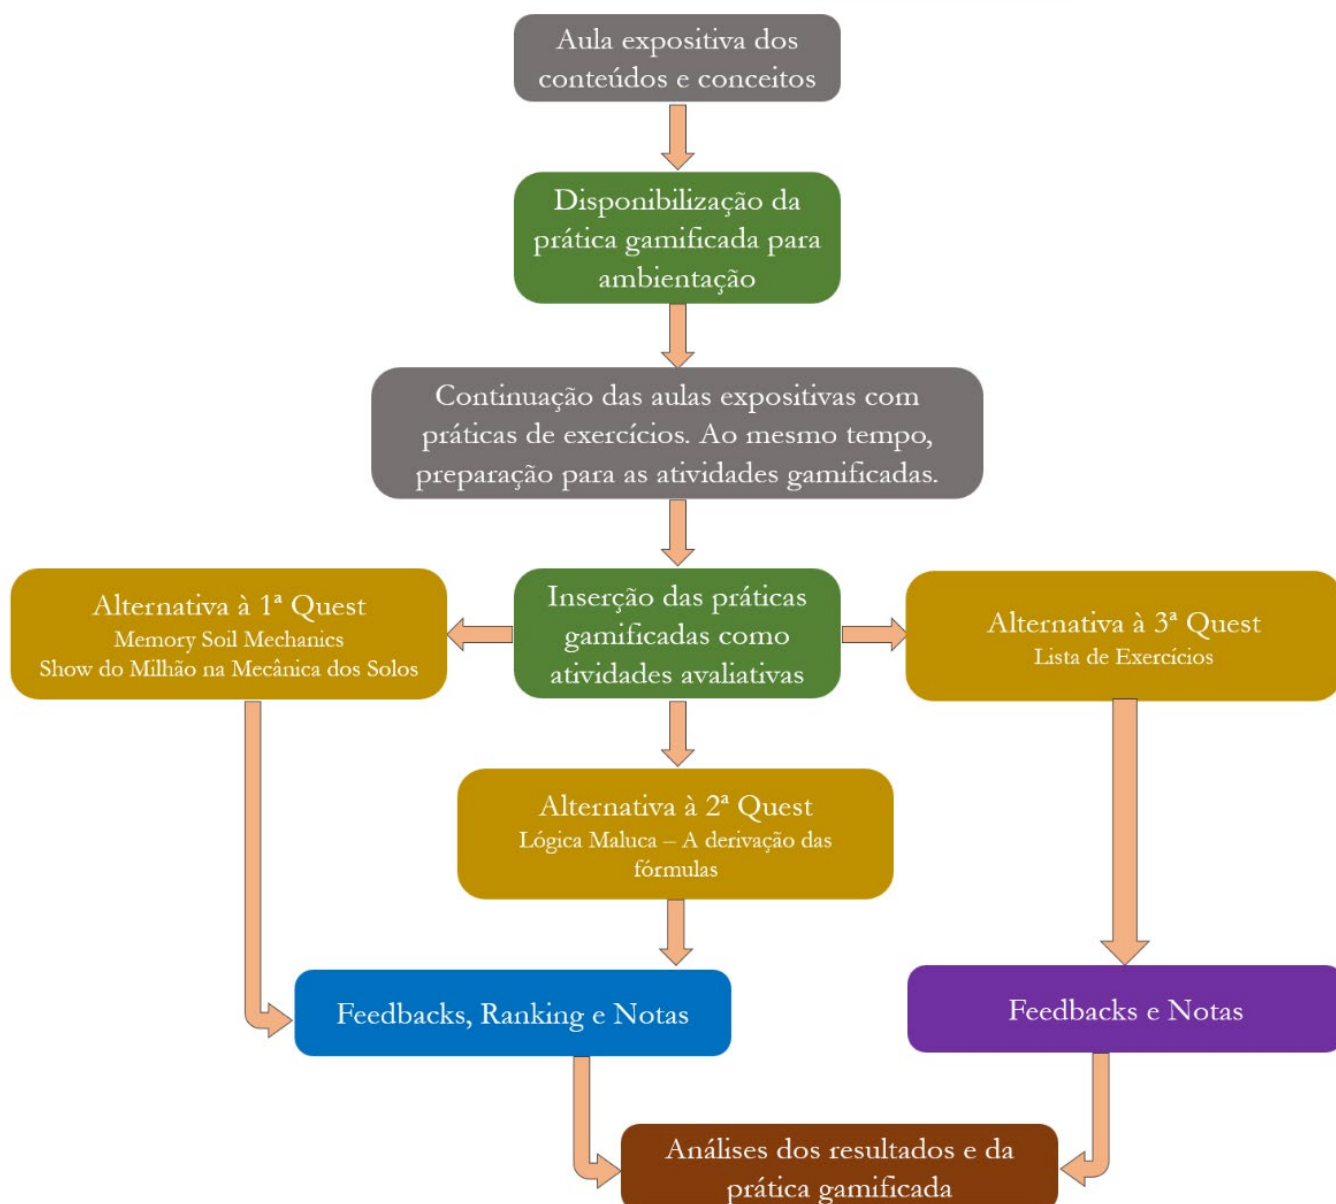 Aula expositiva dos
conteúdos e conceitos
Disponibilização da
prática gamificada para
ambientação
Continuação das aulas expositivas com
práticas de exercícios. Ao mesmo tempo,
preparação para as atividades gamificadas.
Alternativa à 1ª Quest
Memory Soil Mechanics
Show do Milhão na Mecânica dos Solos
Inserção das práticas
gamificadas como
atividades avaliativas
Alternativa à 3ª Quest
Lista de Exercícios
Alternativa à 2ª Quest
Lógica Maluca – A derivação das
fórmulas
Feedbacks, Ranking e Notas
Feedbacks e Notas
Análises dos resultados e da
prática gamificada